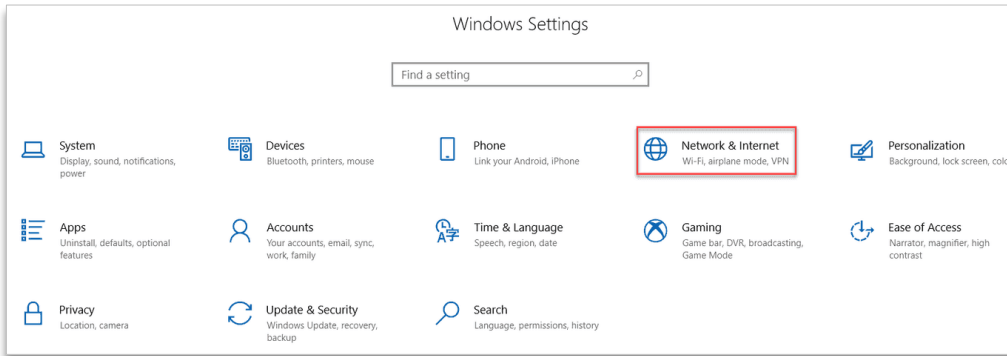 Windows Settings
Find a setting
System
Display, sound, notifications,
power
Devices
Bluetooth, printers, mouse
Phone
Link your Android, iPhone
Network & Internet
Wi-Fi, airplane mode, VPN
Personalization
Background, lock screen, colo
Apps
Uninstall, defaults, optional
features
Accounts
Your accounts, email, sync,
work, family
Time & Language
Speech, region, date
Gaming
Game bar, DVR, broadcasting,
Game Mode
Ease of Access
Narrator, magnifier, high
contrast
Privacy
Location, camera
Update & Security
Windows Update, recovery,
backup
Search
Language, permissions, history